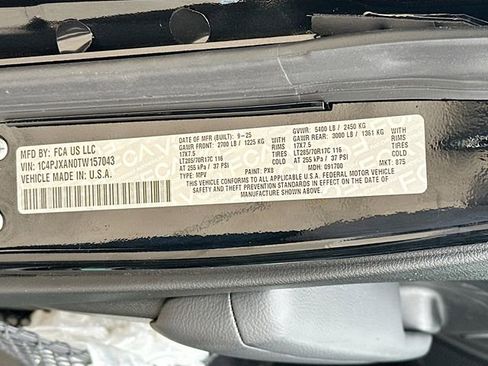 MFD BY: FCA US LLC
VIN: 1C4PJXAN0TW157043
VEHICLE MADE IN: U.S.A.
DATE OF MFR (BUILT): 9-25
GAWR FRONT: 2700 LB / 1225 KG WITH
17X7.5 RIMS
LT285/70R17C 116 TIRES
AT 255 kPa / 37 PSI COLD
TYPE: MPV
GVWR: 5400 LB / 2450 KG
GAWR REAR: 3000 LB / 1361 KG WITH
17X7.5 RIMS
LT285/70R17C 116 TIRES
AT 255 kPa / 37 PSI COLD
PAINT: PX8
MDH: 091700
MKT: 875
THIS VEHICLE CONFORMS TO ALL APPLICABLE U.S.A. FEDERAL MOTOR VEHICLE
SAFETY AND THEFT PREVENTION STANDARDS IN EFFECT ON THE DATE OF
MANUFACTURE SHOWN ABOVE.